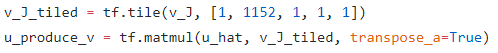 v_J_tiled = tf.tile(v_J, [1, 1152, 1, 1, 1])
u_produce_v = tf.matmul(u_hat, v_J_tiled, transpose_a=True)